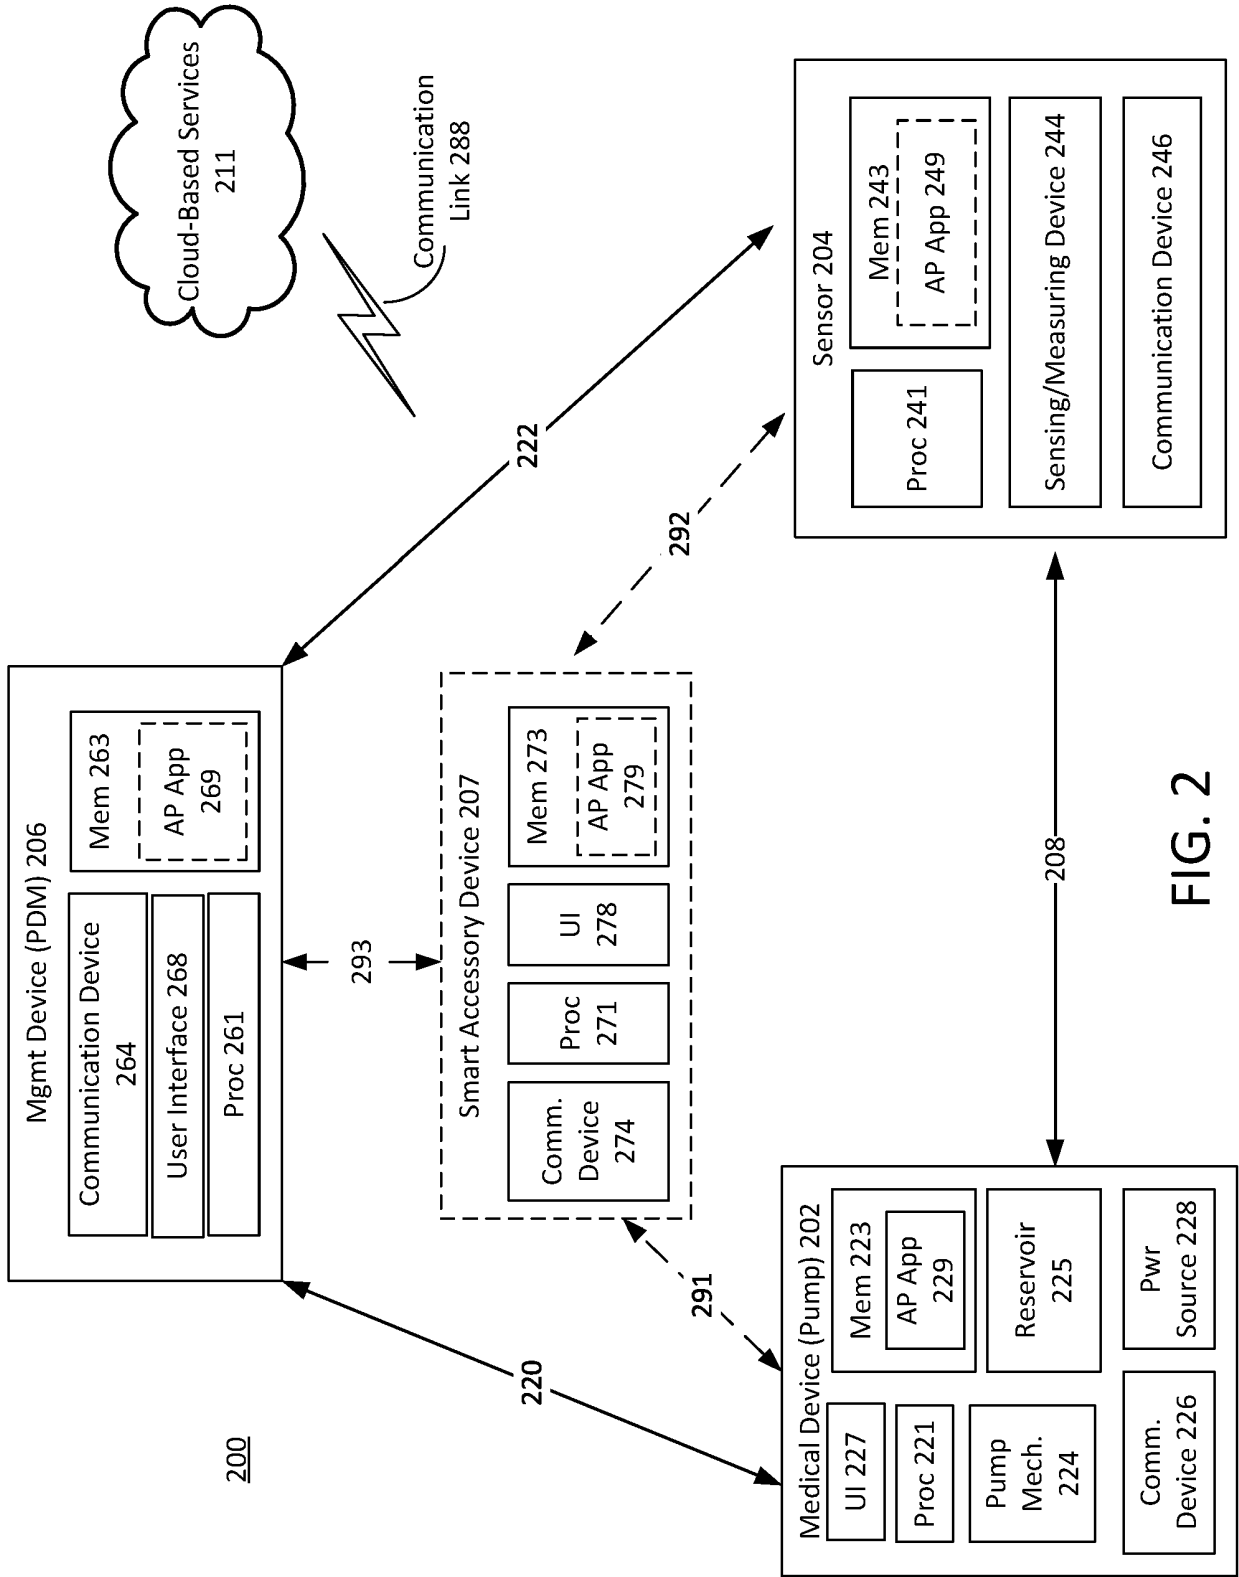 200
Mgmt Device (PDM) 206
Communication Device
264
User Interface 268
Proc 261
Mem 263
AP App
269
Cloud-Based Services
211
Communication
Link 288
220
293
222
Smart Accessory Device 207
Comm.
Device
274
Proc
271
UI
278
Mem 273
AP App
279
291
292
Medical Device (Pump) 202
UI 227
Proc 221
Pump
Mech.
224
Comm.
Device 226
Mem 223
AP App
229
Reservoir
225
Pwr
Source 228
208
Sensor 204
Proc 241
Mem 243
AP App 249
Sensing/Measuring Device 244
Communication Device 246
FIG. 2